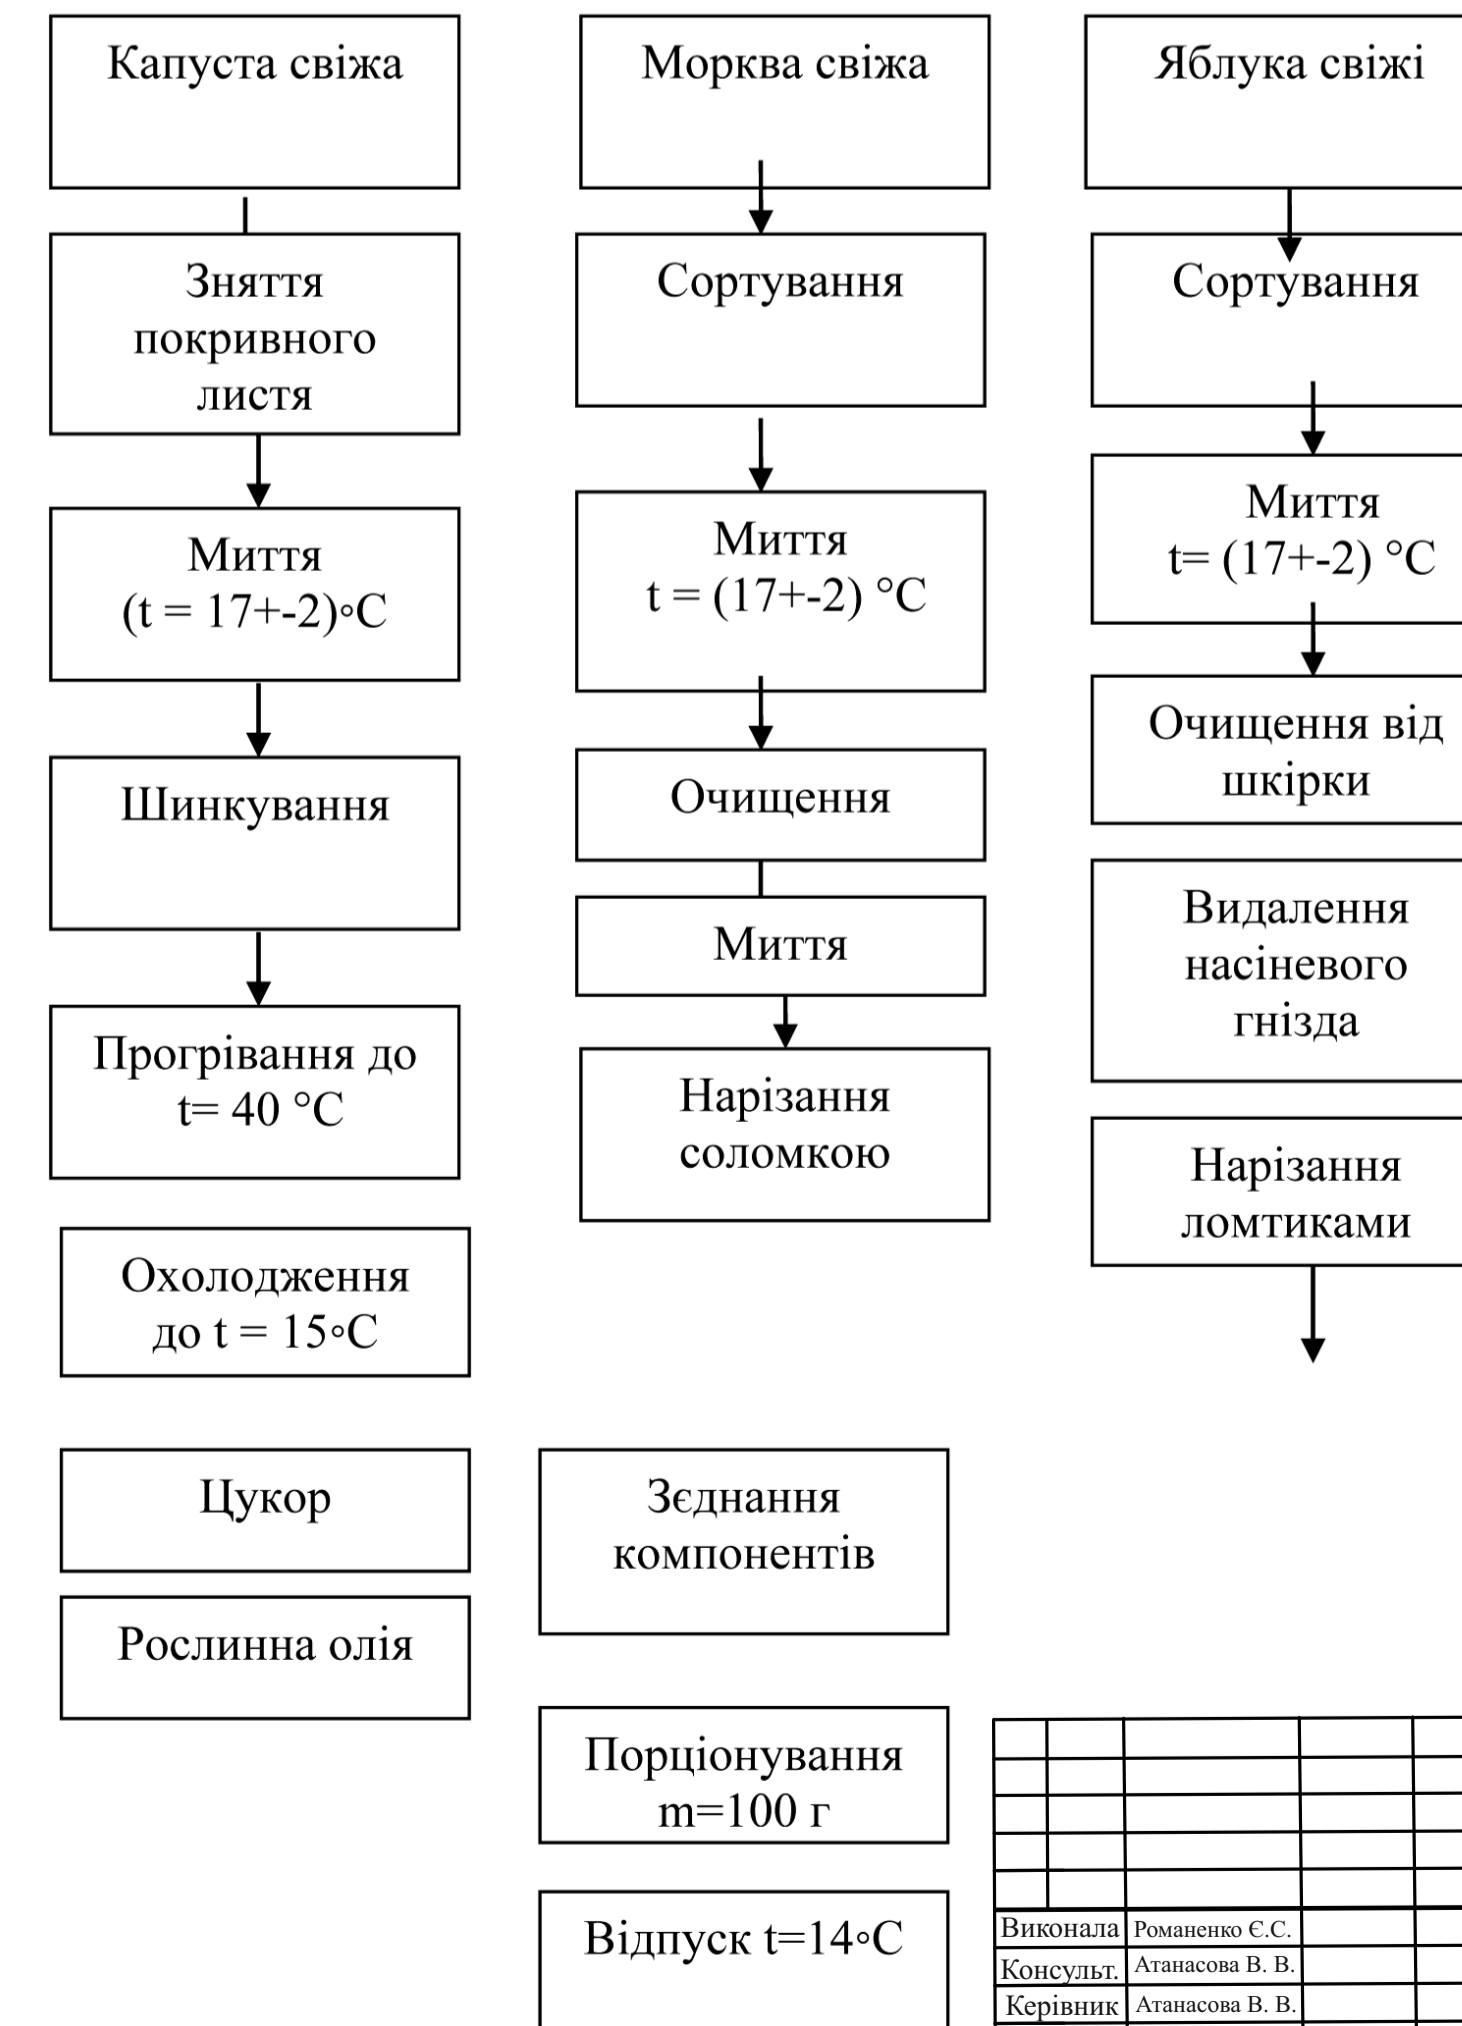 Капуста свіжа
Морква свіжа
Яблука свіжі
Зняття
покривного
листя
Сортування
Сортування
Миття
(t = 17+-2)∘С
Миття
t = (17+-2) °С
Миття
t= (17+-2) °С
Шинкування
Очищення
Очищення від
шкірки
Миття
Видалення
насіневого
гнізда
Прогрівання до
t= 40 °С
Нарізання
соломкою
Нарізання
ломтиками
Охолодження
до t = 15∘С
Цукор
Зєднання
компонентів
Рослинна олія
Порціонування
m=100 г
Відпуск t=14∘С
Виконала Романенко Є.С.
Консульт. Атанасова В. В.
Керівник Атанасова В. В.